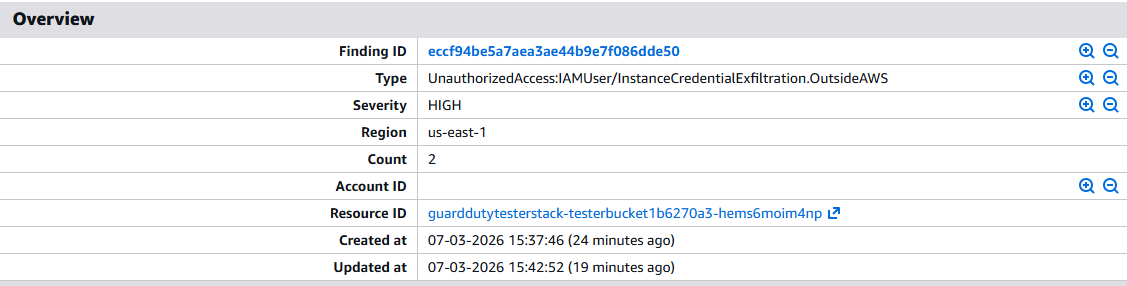 Overview
Finding ID eccf94be5a7aea3ae44b9e7f086dde50
Type UnauthorizedAccess:IAMUser/InstanceCredentialExfiltration.OutsideAWS
Severity HIGH
Region us-east-1
Count 2
Account ID
Resource ID guarddutytesterstack-testerbucket1b6270a3-hems6moim4np
Created at 07-03-2026 15:37:46 (24 minutes ago)
Updated at 07-03-2026 15:42:52 (19 minutes ago)